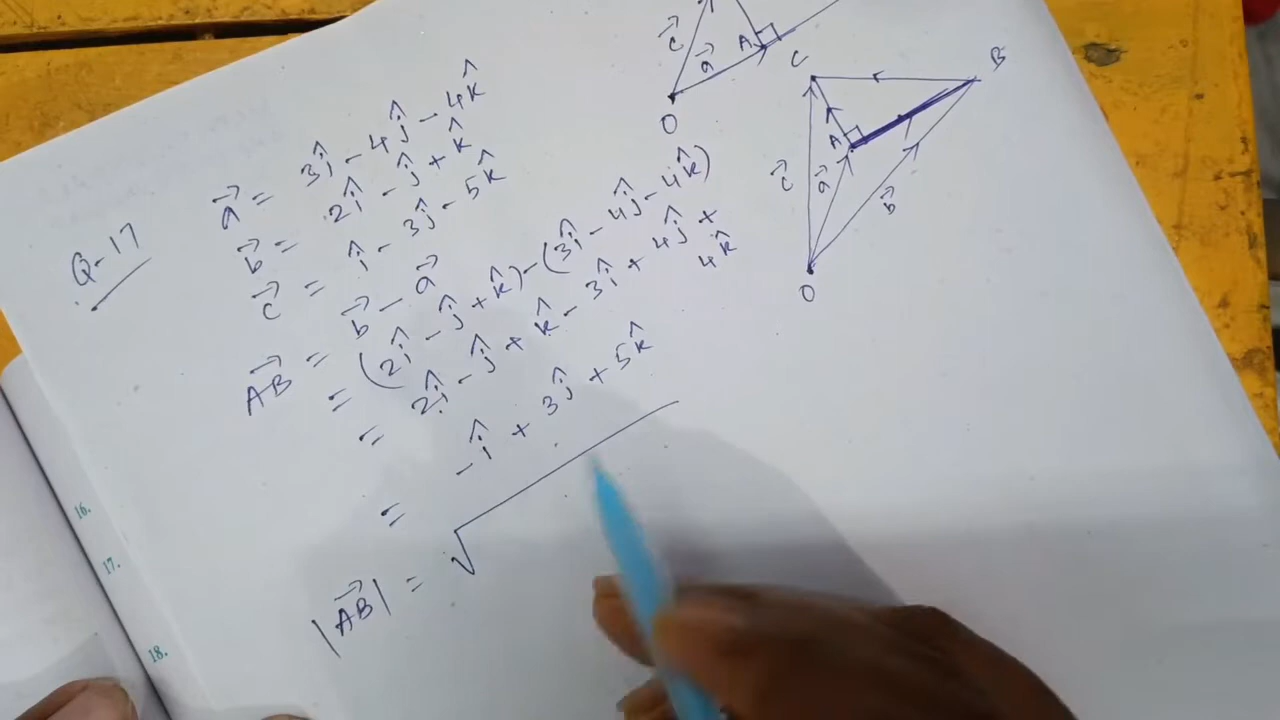 Q-17
a⃗ = 3î - 4ĵ - 4k̂
b⃗ = 2î - ĵ + k̂
c⃗ = î - 3ĵ - 5k̂
AB⃗ = b⃗ - a⃗
= (2î - ĵ + k̂) - (3î - 4ĵ - 4k̂)
= 2î - ĵ + k̂ - 3î + 4ĵ +
4k̂
= -î + 3ĵ + 5k̂
|AB⃗| = √
c⃗
a⃗
A
O
C
B
A
c⃗
a⃗
b⃗
O
16.
17.
18.